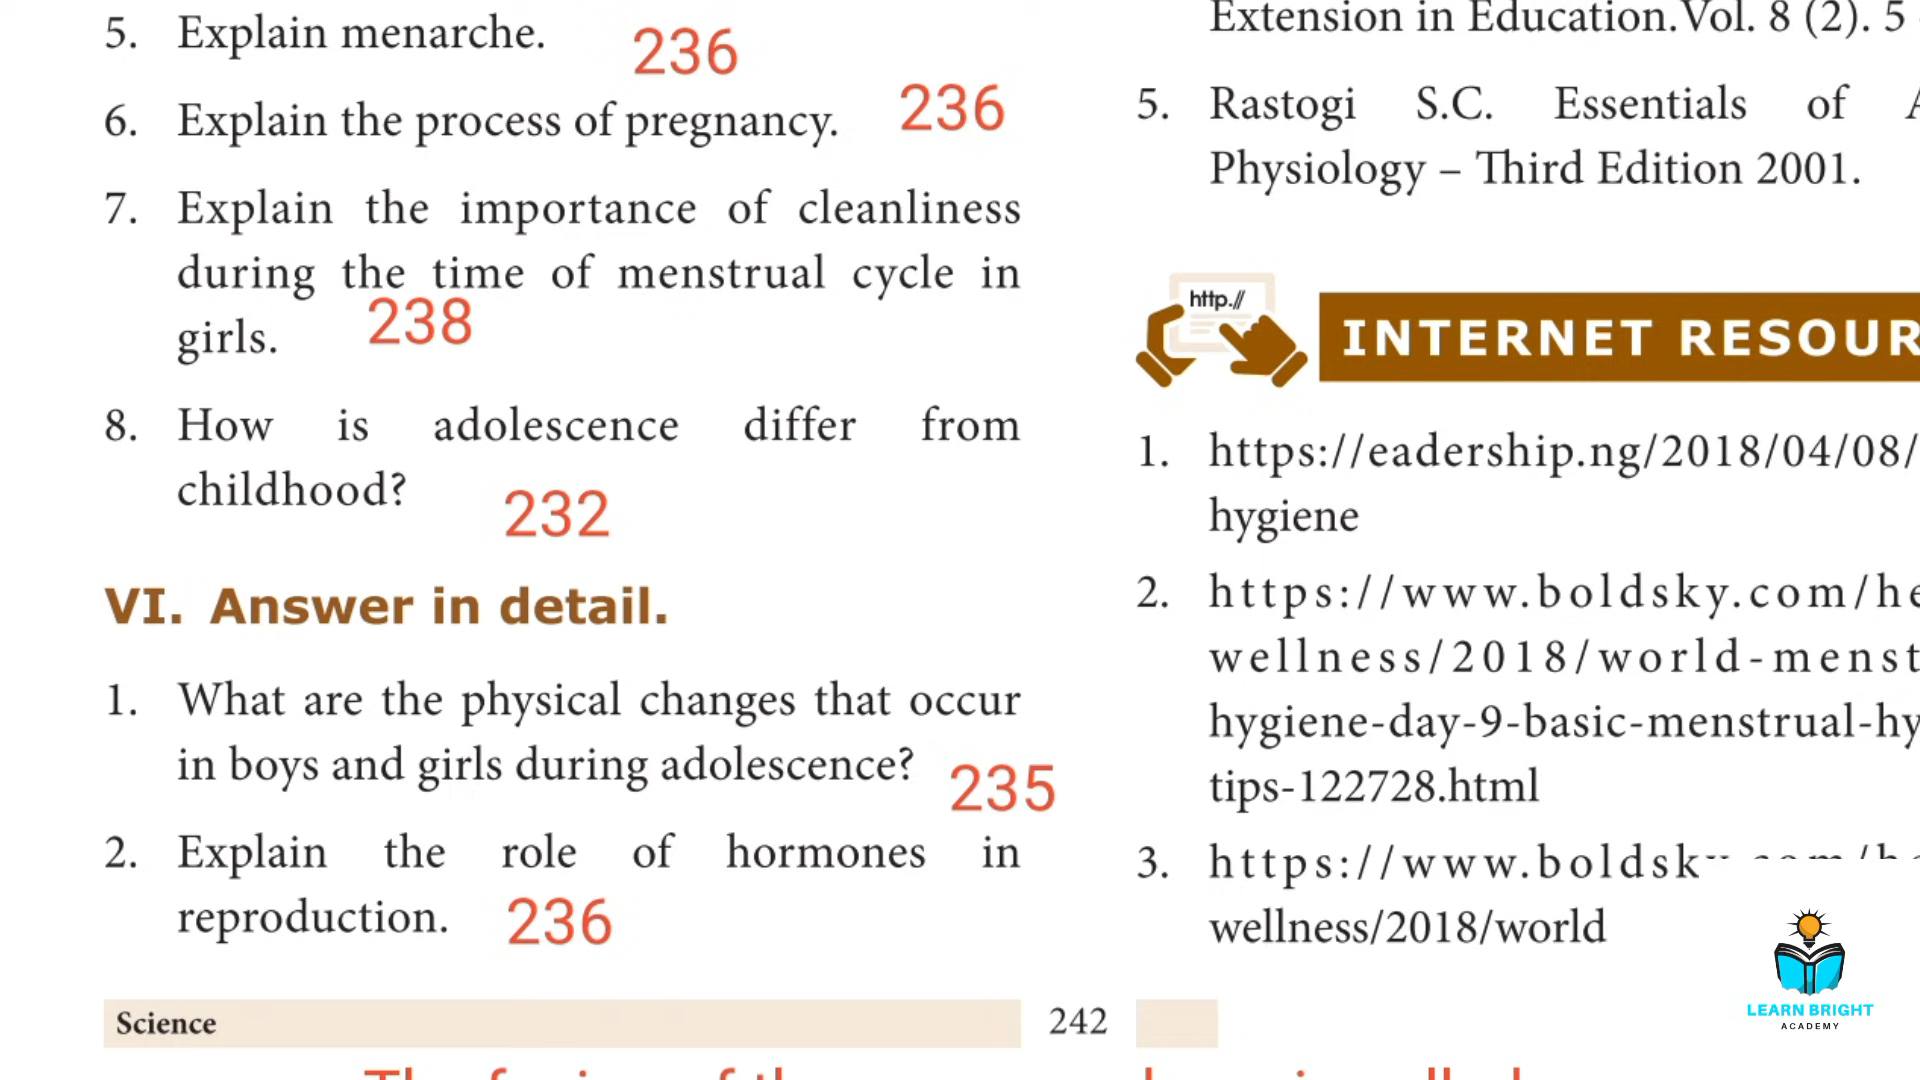 5. Explain menarche. 236
6. Explain the process of pregnancy. 236
7. Explain the importance of cleanliness
during the time of menstrual cycle in
girls. 238
8. How is adolescence differ from
childhood? 232
VI. Answer in detail.
1. What are the physical changes that occur
in boys and girls during adolescence? 235
2. Explain the role of hormones in
reproduction. 236
Extension in Education.Vol. 8 (2). 5
5. Rastogi S.C. Essentials of
Physiology – Third Edition 2001.
http.//
INTERNET RESOUR
1. https://eadership.ng/2018/04/08/
hygiene
2. https://www.boldsky.com/he
wellness/2018/world-menst
hygiene-day-9-basic-menstrual-hy
tips-122728.html
3. https://www.boldsky
wellness/2018/world
Science
242
LEARN BRIGHT
ACADEMY